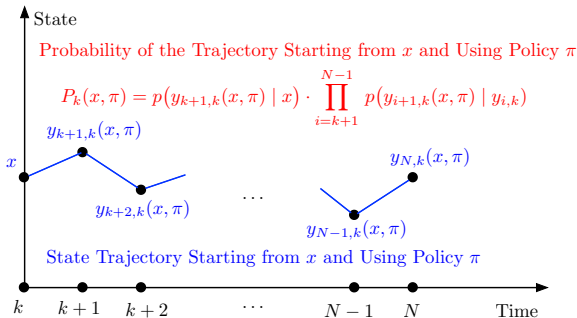 State
Probability of the Trajectory Starting from x and Using Policy π
P_k(x, π) = p(y_{k+1,k}(x, π) | x) · ∏_{i=k+1}^{N−1} p(y_{i+1,k}(x, π) | y_{i,k})
y_{k+1,k}(x, π)
x
y_{N,k}(x, π)
y_{k+2,k}(x, π)
...
y_{N−1,k}(x, π)
State Trajectory Starting from x and Using Policy π
k k + 1 k + 2 ... N − 1 N Time